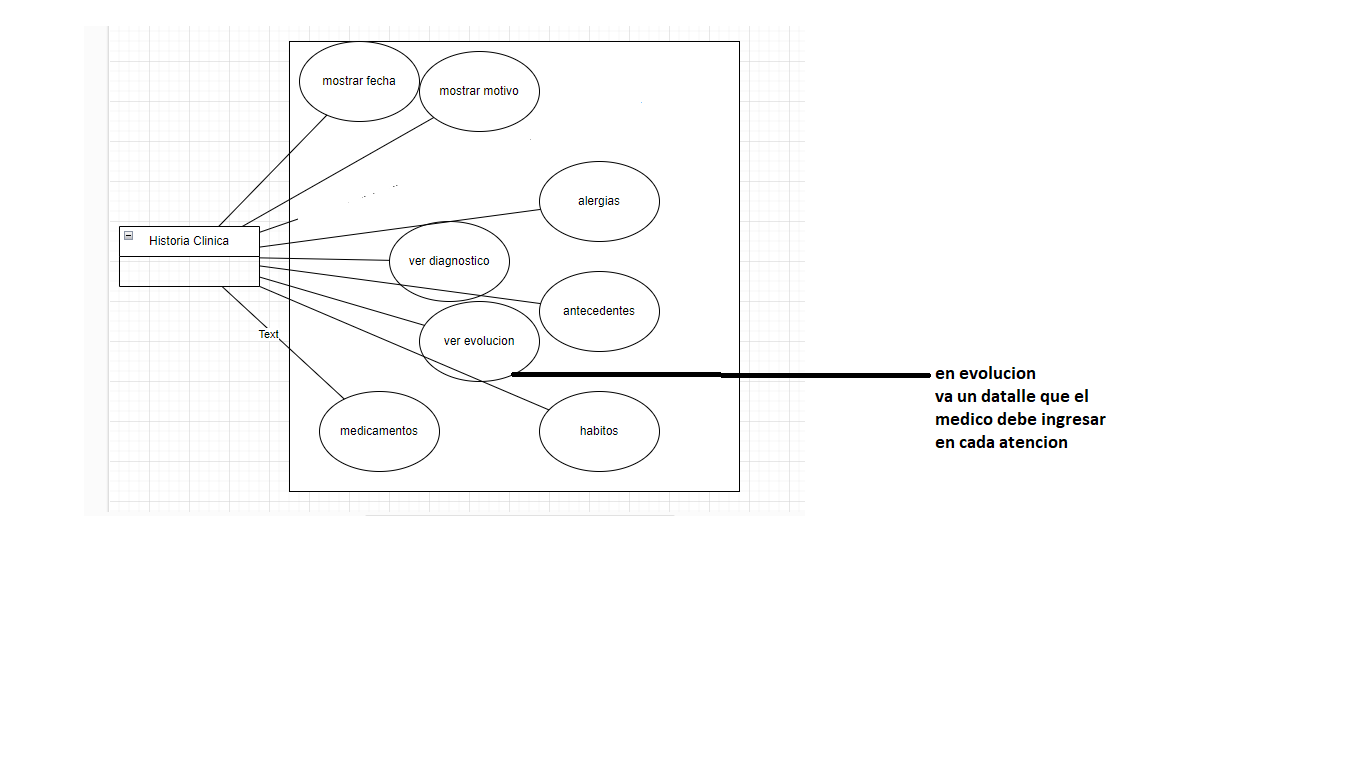 mostrar fecha
mostrar motivo
alergias
Historia Clinica
ver diagnostico
antecedentes
Text
ver evolucion
en evolucion
va un datalle que el
medico debe ingresar
en cada atencion
medicamentos
habitos